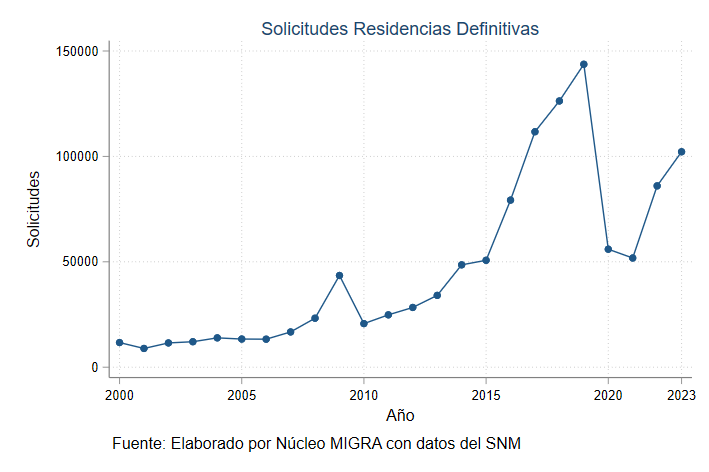 Solicitudes Residencias Definitivas
150000
100000
50000
0
Solicitudes
2000
2005
2010
2015
2020
2023
Año
Fuente: Elaborado por Núcleo MIGRA con datos del SNM